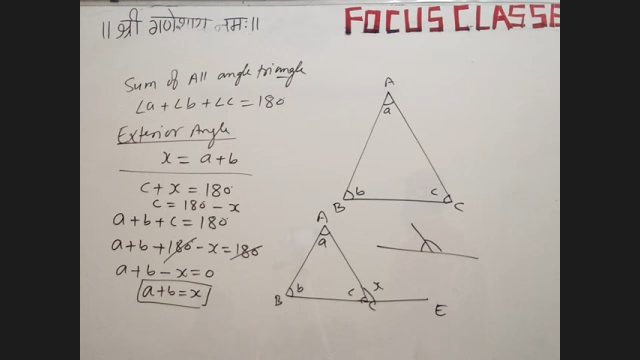 ॥ श्री गणेशाय नमः॥
FOCUS CLASSE
Sum of All angle triangle
∠a + ∠b + ∠c = 180
Exterior Angle
x = a + b
c + x = 180
c = 180 - x
a + b + c = 180
a + b + 180 - x = 180
a + b - x = 0
a + b = x
A
a
b
c
B
C
A
a
b
c
x
B
C
E